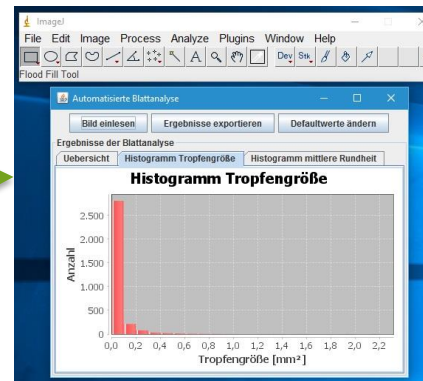 ImageJ
File Edit Image Process Analyze Plugins Window Help
A Dev Stk
Flood Fill Tool
Automatisierte Blattanalyse
Bild einlesen Ergebnisse exportieren Defaultwerte ändern
Ergebnisse der Blattanalyse
Uebersicht Histogramm Tropfengröße Histogramm mittlere Rundheit
Histogramm Tropfengröße
Anzahl
2.500
2.000
1.500
1.000
500
0
0,0 0,2 0,4 0,6 0,8 1,0 1,2 1,4 1,6 1,8 2,0 2,2
Tropfengröße [mm²]